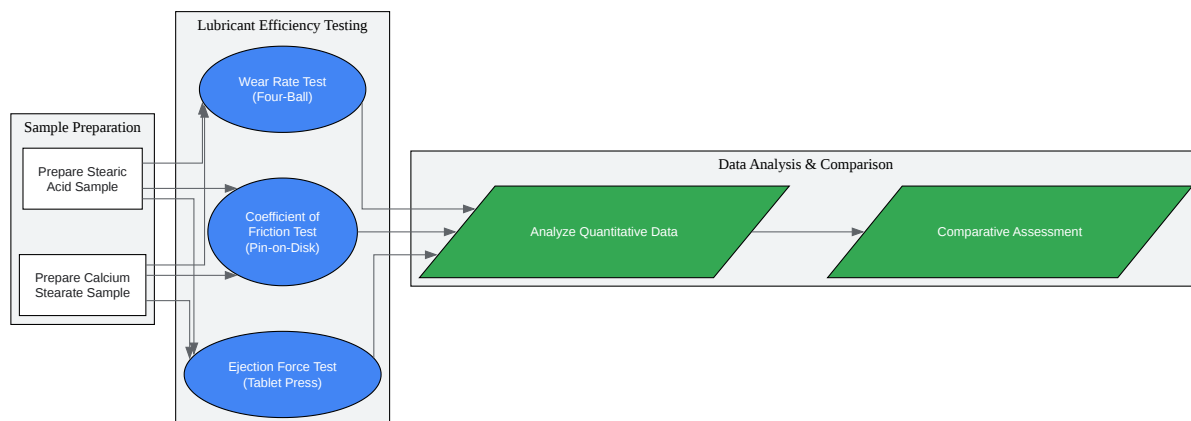 Sample Preparation
Prepare Stearic
Acid Sample
Prepare Calcium
Stearate Sample
Lubricant Efficiency Testing
Wear Rate Test
(Four-Ball)
Coefficient of
Friction Test
(Pin-on-Disk)
Ejection Force Test
(Tablet Press)
Data Analysis & Comparison
Analyze Quantitative Data
Comparative Assessment